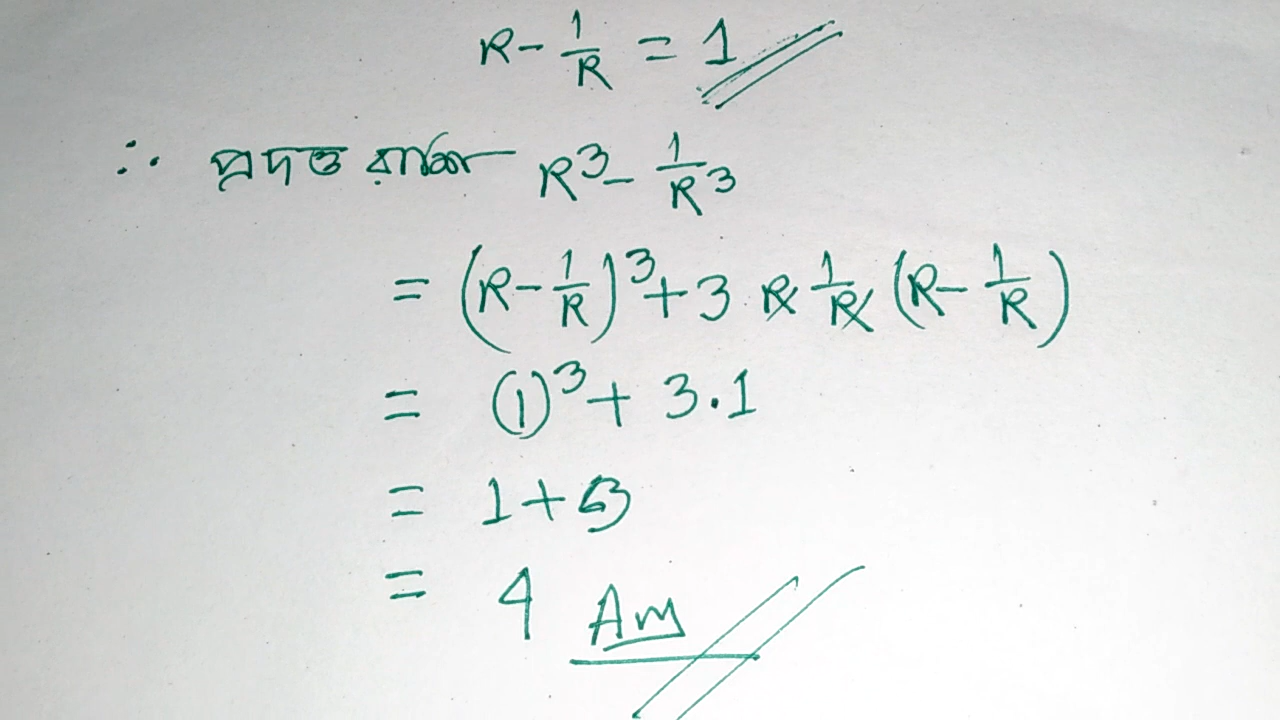 R - 1/R = 1
∴ প্রদত্ত রাশি R³ - 1/R³
= (R - 1/R)³ + 3 R 1/R (R - 1/R)
= (1)³ + 3.1
= 1 + 3
= 4 Ans